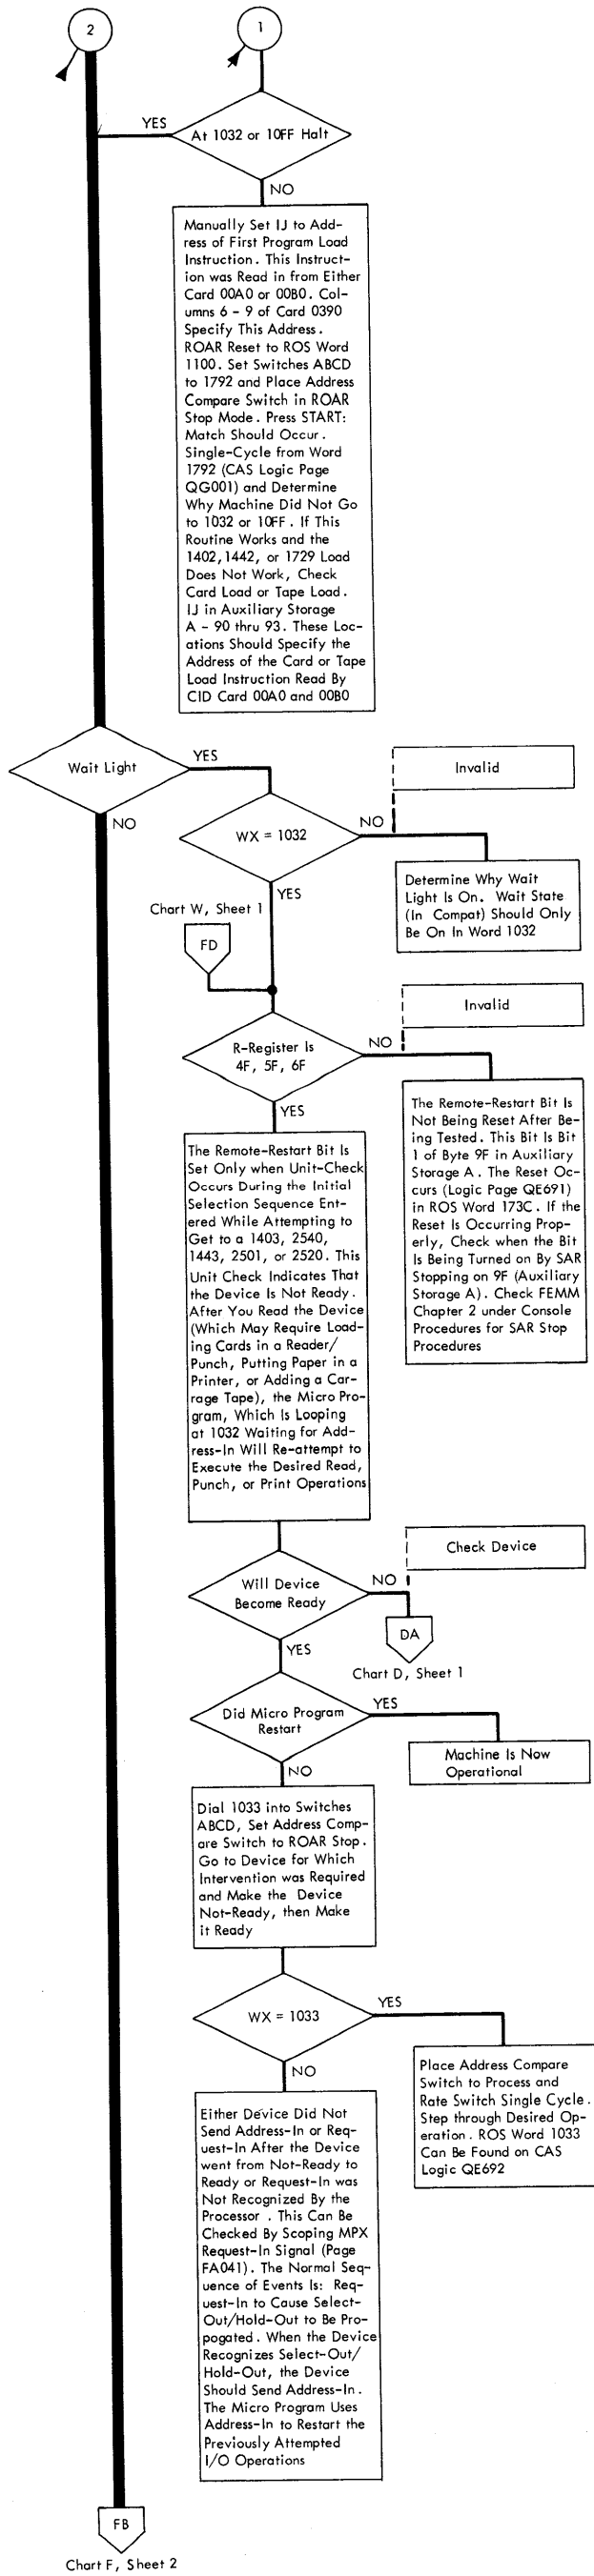 2
1
YES
At 1032 or 10FF Halt
NO
Manually Set IJ to Add-
ress of First Program Load
Instruction. This Instruct-
ion was Read in from Either
Card 00A0 or 00B0. Col-
umns 6 - 9 of Card 0390
Specify This Address.
ROAR Reset to ROS Word
1100. Set Switches ABCD
to 1792 and Place Address
Compare Switch in ROAR
Stop Mode. Press START:
Match Should Occur.
Single-Cycle from Word
1792 (CAS Logic Page
QG001) and Determine
Why Machine Did Not Go
to 1032 or 10FF. If This
Routine Works and the
1402, 1442, or 1729 Load
Does Not Work, Check
Card Load or Tape Load.
IJ in Auxiliary Storage
A - 90 thru 93. These Loc-
ations Should Specify the
Address of the Card or Tape
Load Instruction Read By
CID Card 00A0 and 00B0
Wait Light
YES
NO
Invalid
WX = 1032
NO
YES
Determine Why Wait
Light Is On. Wait State
(In Compat) Should Only
Be On In Word 1032
Chart W, Sheet 1
FD
Invalid
R-Register Is
4F, 5F, 6F
NO
YES
The Remote-Restart Bit Is
Not Being Reset After Be-
ing Tested. This Bit Is Bit
1 of Byte 9F in Auxiliary
Storage A. The Reset Oc-
curs (Logic Page QE691)
in ROS Word 173C. If the
Reset Is Occurring Prop-
erly, Check when the Bit
Is Being Turned on By SAR
Stopping on 9F (Auxiliary
Storage A). Check FEMM
Chapter 2 under Console
Procedures for SAR Stop
Procedures
The Remote-Restart Bit Is
Set Only when Unit-Check
Occurs During the Initial
Selection Sequence Ent-
ered While Attempting to
Get to a 1403, 2540,
1443, 2501, or 2520. This
Unit Check Indicates That
the Device Is Not Ready.
After You Read the Device
(Which May Require Load-
ing Cards in a Reader/
Punch, Putting Paper in a
Printer, or Adding a Car-
rage Tape), the Micro Pro-
gram, Which Is Looping
at 1032 Waiting for Add-
ress-In Will Re-attempt to
Execute the Desired Read,
Punch, or Print Operations
Check Device
Will Device
Become Ready
NO
DA
Chart D, Sheet 1
YES
Did Micro Program
Restart
YES
Machine Is Now
Operational
NO
Dial 1033 into Switches
ABCD, Set Address Comp-
are Switch to ROAR Stop.
Go to Device for Which
Intervention was Required
and Make the Device
Not-Ready, then Make
it Ready
WX = 1033
YES
NO
Place Address Compare
Switch to Process and
Rate Switch Single Cycle.
Step through Desired Op-
eration. ROS Word 1033
Can Be Found on CAS
Logic QE692
Either Device Did Not
Send Address-In or Req-
uest-In After the Device
went from Not-Ready to
Ready or Request-In was
Not Recognized By the
Processor. This Can Be
Checked By Scoping MPX
Request-In Signal (Page
FA041). The Normal Seq-
uence of Events Is: Req-
uest-In to Cause Select-
Out/Hold-Out to Be Pro-
pogated. When the Device
Recognizes Select-Out/
Hold-Out, the Device
Should Send Address-In.
The Micro Program Uses
Address-In to Restart the
Previously Attempted
I/O Operations
FB
Chart F, Sheet 2